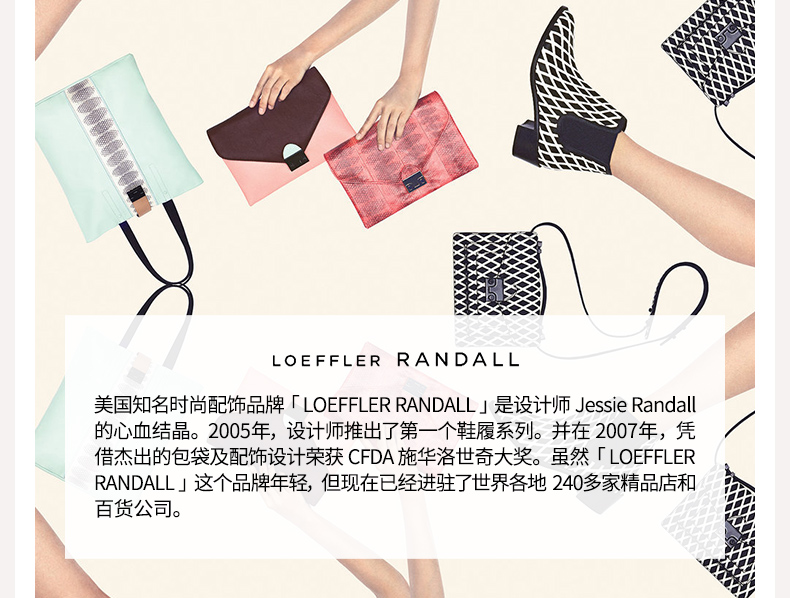 LOEFFLER RANDALL
美国知名时尚配饰品牌「LOEFFLER RANDALL」是设计师 Jessie Randall
的心血结晶。2005年，设计师推出了第一个鞋履系列。并在 2007年，凭
借杰出的包袋及配饰设计荣获 CFDA 施华洛世奇大奖。虽然「LOEFFLER
RANDALL」这个品牌年轻，但现在已经进驻了世界各地 240多家精品店和
百货公司。